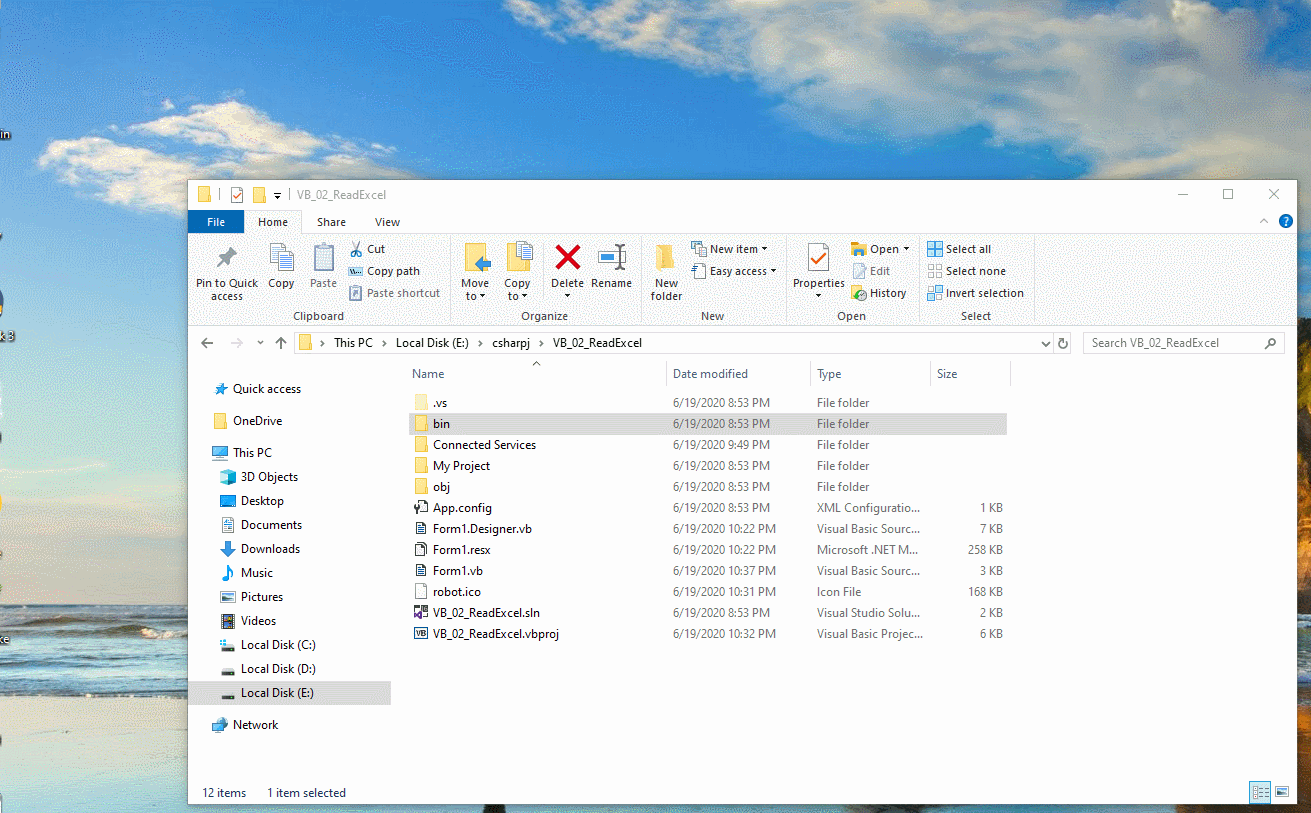 in
k 3
ke
VB_02_ReadExcel
File Home Share View
Pin to Quick access
Copy
Paste
Cut
Copy path
Paste shortcut
Clipboard
Move to
Copy to
Delete
Rename
Organize
New folder
New item
Easy access
New
Properties
Open
Edit
History
Open
Select all
Select none
Invert selection
Select
This PC > Local Disk (E:) > csharpj > VB_02_ReadExcel
Search VB_02_ReadExcel
Quick access
OneDrive
This PC
3D Objects
Desktop
Documents
Downloads
Music
Pictures
Videos
Local Disk (C:)
Local Disk (D:)
Local Disk (E:)
Network
Name Date modified Type Size
.vs 6/19/2020 8:53 PM File folder
bin 6/19/2020 8:53 PM File folder
Connected Services 6/19/2020 9:49 PM File folder
My Project 6/19/2020 8:53 PM File folder
obj 6/19/2020 8:53 PM File folder
App.config 6/19/2020 8:53 PM XML Configuratio... 1 KB
Form1.Designer.vb 6/19/2020 10:22 PM Visual Basic Sourc... 7 KB
Form1.resx 6/19/2020 10:22 PM Microsoft .NET M... 258 KB
Form1.vb 6/19/2020 10:37 PM Visual Basic Sourc... 3 KB
robot.ico 6/19/2020 10:31 PM Icon File 168 KB
VB_02_ReadExcel.sln 6/19/2020 8:53 PM Visual Studio Solu... 2 KB
VB_02_ReadExcel.vbproj 6/19/2020 10:32 PM Visual Basic Projec... 6 KB
12 items 1 item selected